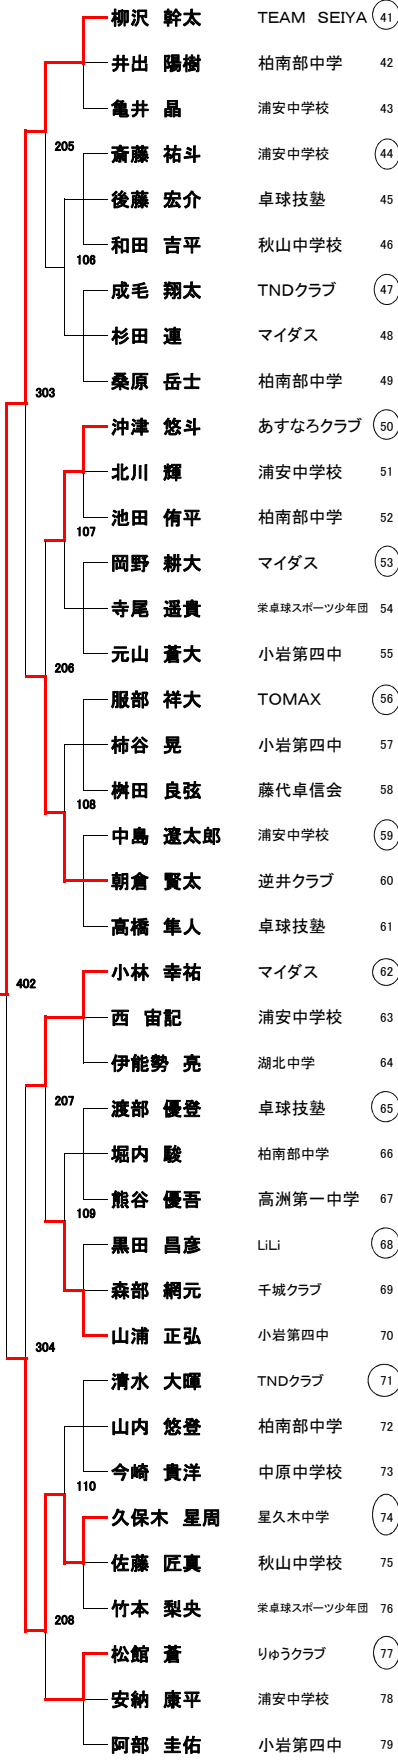 柳沢 幹太 TEAM SEIYA 41
井出 陽樹 柏南部中学 42
亀井 晶 浦安中学校 43
205
斎藤 祐斗 浦安中学校 44
後藤 宏介 卓球技塾 45
和田 吉平 秋山中学校 46
106
成毛 翔太 TNDクラブ 47
杉田 連 マイダス 48
桑原 岳士 柏南部中学 49
303
沖津 悠斗 あすなろクラブ 50
北川 輝 浦安中学校 51
池田 侑平 柏南部中学 52
107
岡野 耕大 マイダス 53
寺尾 遥貴 栄卓球スポーツ少年団 54
元山 蒼大 小岩第四中 55
206
服部 祥大 TOMAX 56
柿谷 晃 小岩第四中 57
桝田 良弦 藤代卓信会 58
108
中島 遼太郎 浦安中学校 59
朝倉 賢太 逆井クラブ 60
高橋 隼人 卓球技塾 61
小林 幸祐 マイダス 62
402
西 宙記 浦安中学校 63
伊能勢 亮 湖北中学 64
207
渡部 優登 卓球技塾 65
堀内 駿 柏南部中学 66
熊谷 優吾 高洲第一中学 67
109
黒田 昌彦 LiLi 68
森部 網元 千城クラブ 69
山浦 正弘 小岩第四中 70
304
清水 大暉 TNDクラブ 71
山内 悠登 柏南部中学 72
今崎 貴洋 中原中学校 73
110
久保木 星周 星久木中学 74
佐藤 匠真 秋山中学校 75
竹本 梨央 栄卓球スポーツ少年団 76
208
松館 蒼 りゅうクラブ 77
安納 康平 浦安中学校 78
阿部 圭佑 小岩第四中 79